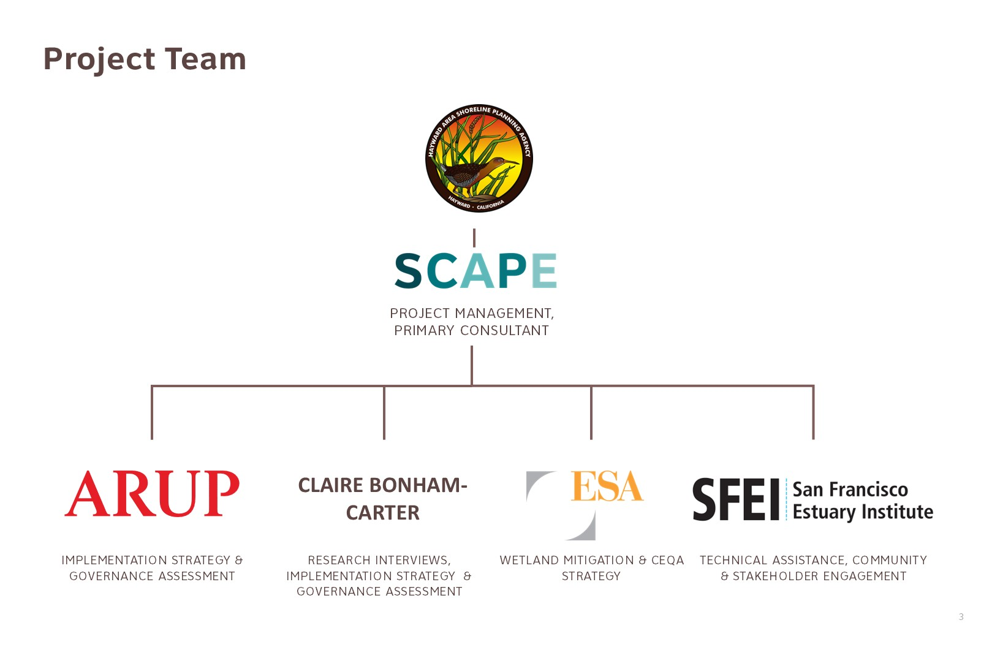 Project Team
HAYWARD AREA SHORELINE PLANNING AGENCY
HAYWARD · CALIFORNIA
SCAPE
PROJECT MANAGEMENT,
PRIMARY CONSULTANT
ARUP
IMPLEMENTATION STRATEGY &
GOVERNANCE ASSESSMENT
CLAIRE BONHAM-
CARTER
RESEARCH INTERVIEWS,
IMPLEMENTATION STRATEGY &
GOVERNANCE ASSESSMENT
ESA
WETLAND MITIGATION & CEQA
STRATEGY
SFEI
San Francisco
Estuary Institute
TECHNICAL ASSISTANCE, COMMUNITY
& STAKEHOLDER ENGAGEMENT
3